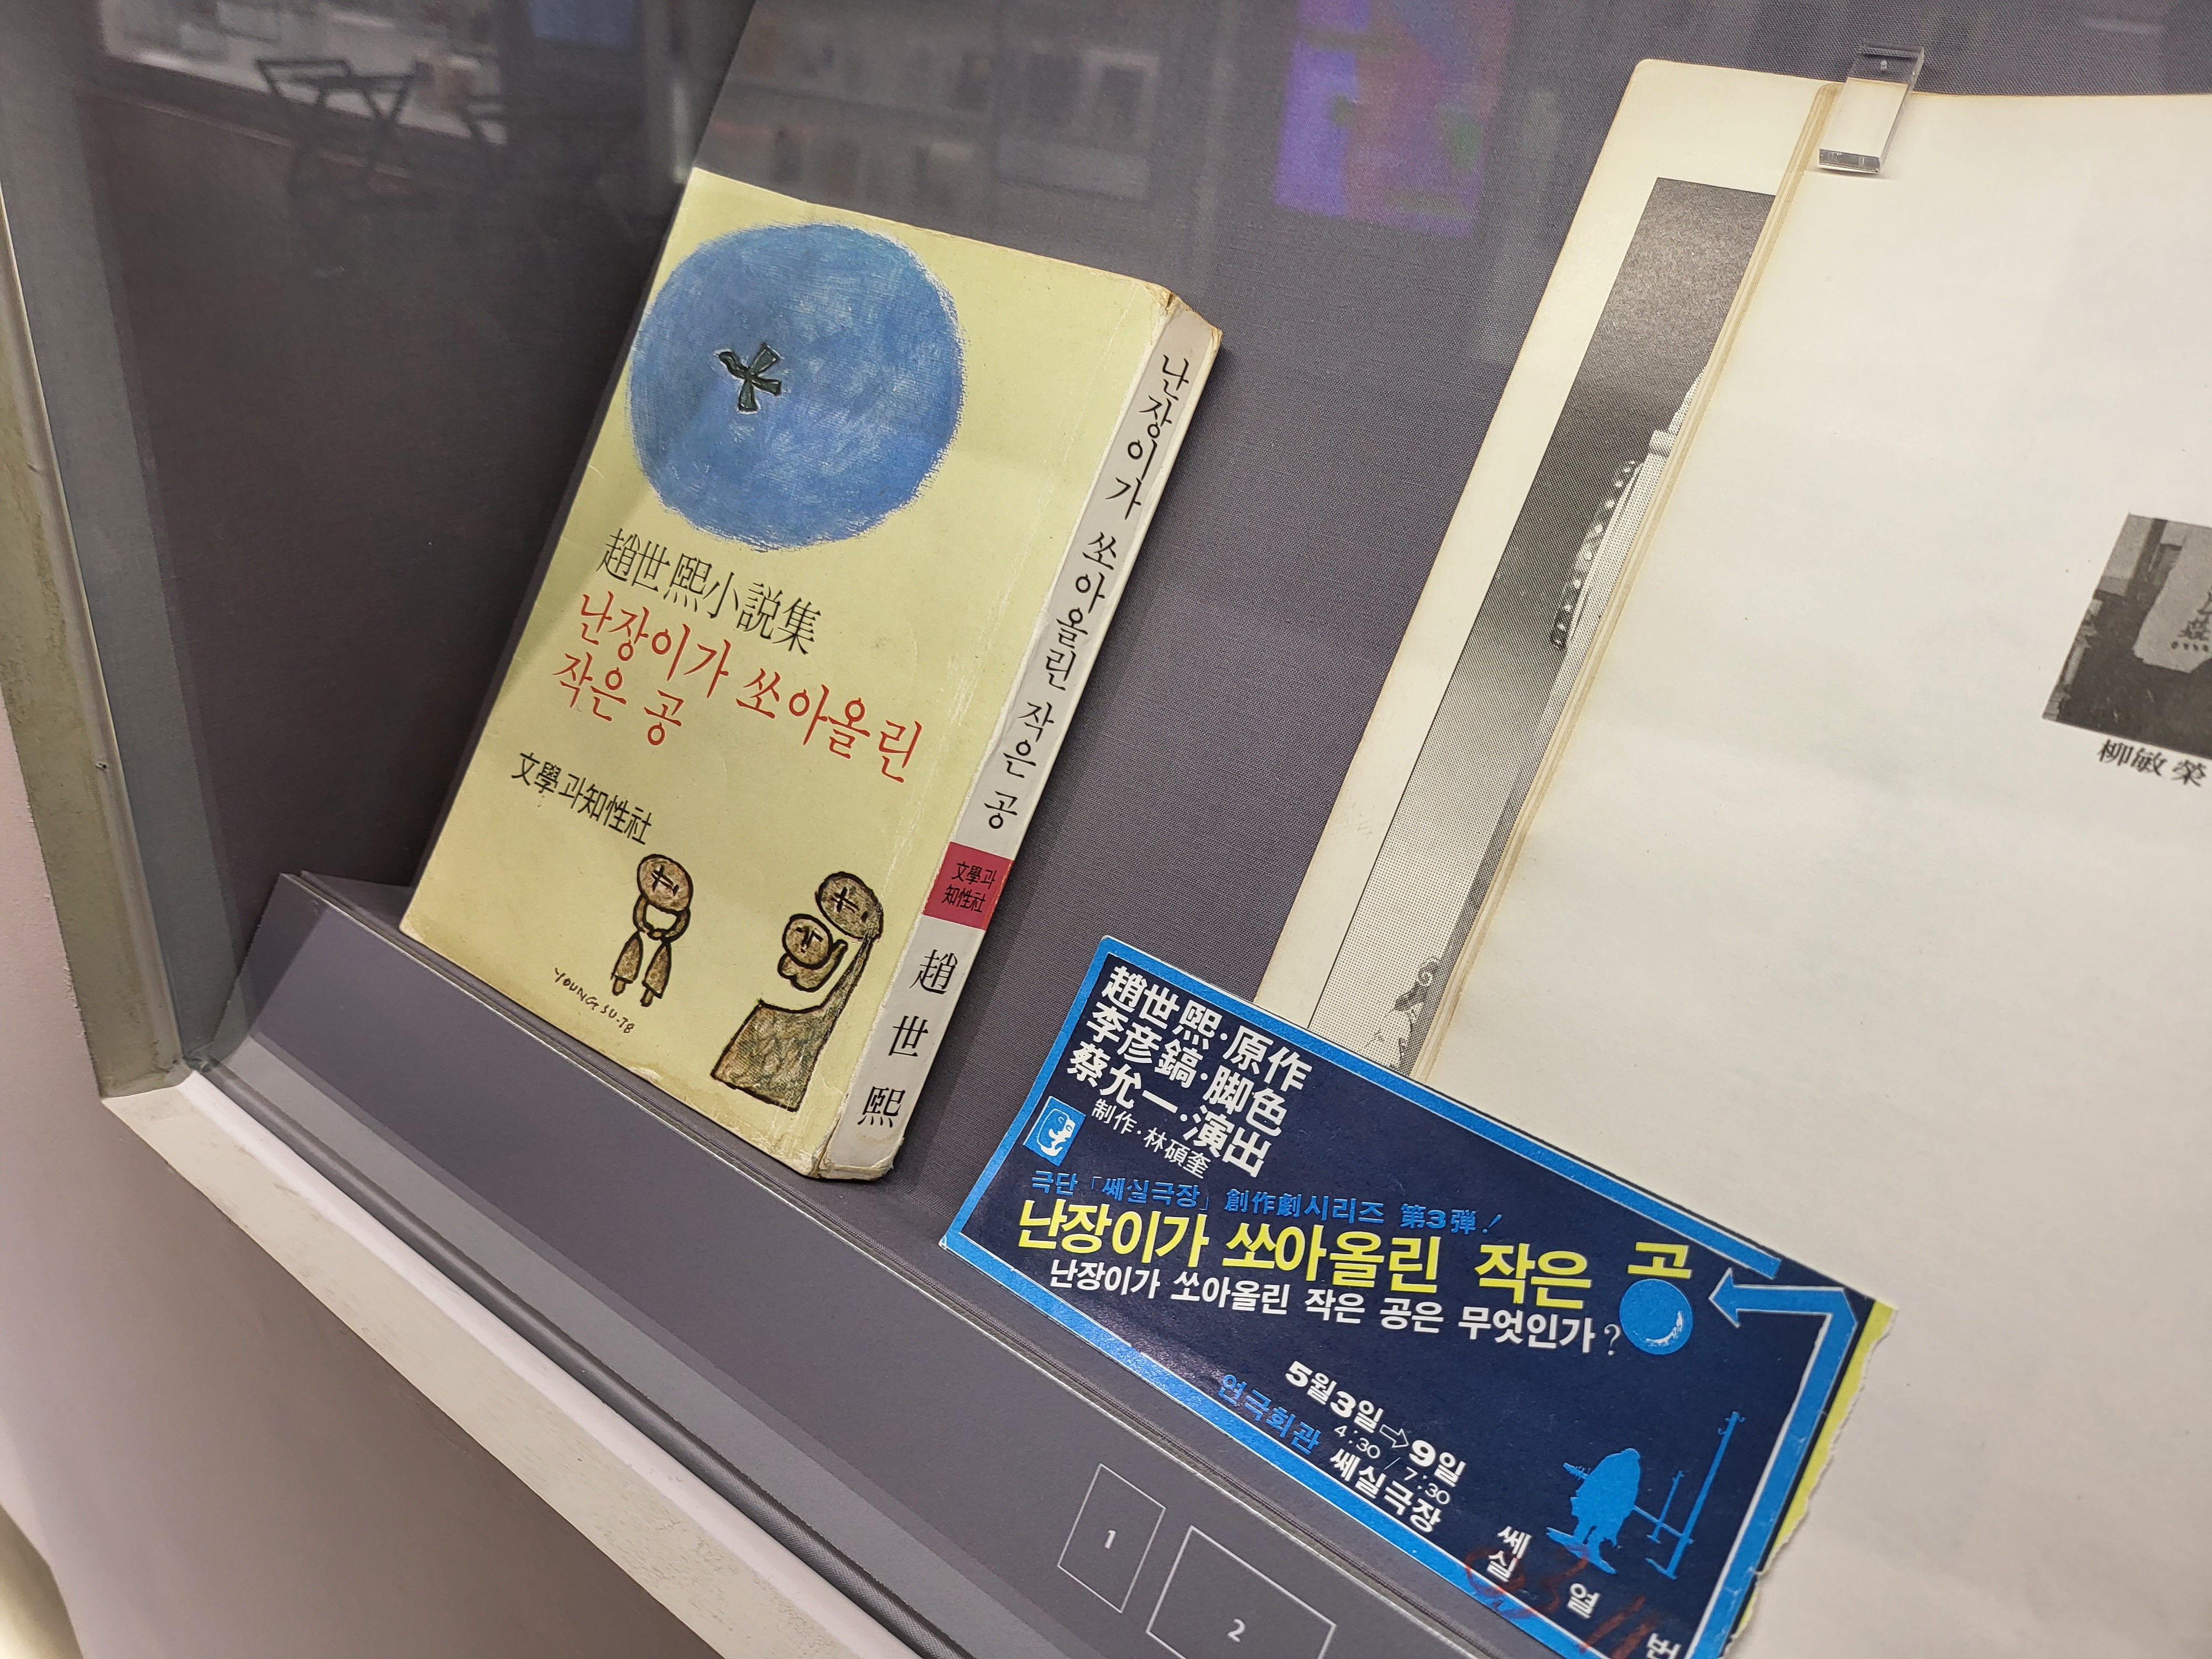 趙世熙小説集
난장이가 쏘아올린
작은 공
文學과知性社
YOUNG SU-78
난장이가 쏘아올린 작은 공
文學과
知性社
趙世熙
柳敏榮
趙世熙·原作
李彦鎬·脚色
蔡允一·演出
制作·林碩奎
극단「쎄실극장」創作劇시리즈 第3弾!
난장이가 쏘아올린 작은 공
난장이가 쏘아올린 작은 공은 무엇인가?
5월3일⇨9일
4:30 / 7:30
연극회관 쎄실극장
쎄실
열
번
1
2